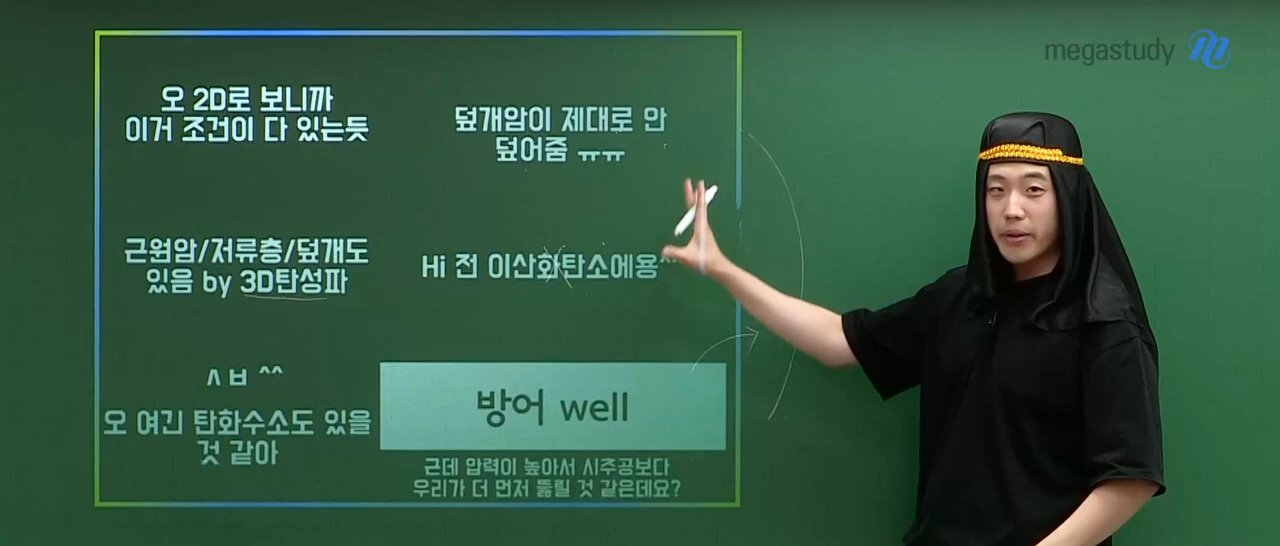 megastudy
오 2D로 보니까
이거 조건이 다 있는듯
덮개암이 제대로 안
덮어줌 ㅠㅠ
근원암/저류층/덮개도
있음 by 3D탄성파
Hi 전 이산화탄소에용^^
ㅅㅂ ^^
오 여긴 탄화수소도 있을
것 같아
방어 well
근데 압력이 높아서 시추공보다
우리가 더 먼저 뚫릴 것 같은데요?